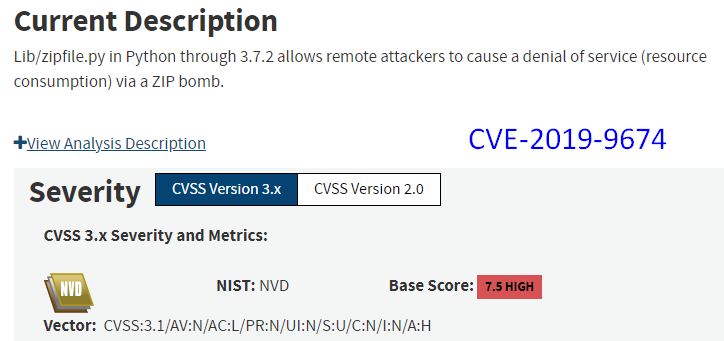 Current Description
Lib/zipfile.py in Python through 3.7.2 allows remote attackers to cause a denial of service (resource
consumption) via a ZIP bomb.
+View Analysis Description
CVE-2019-9674
Severity CVSS Version 3.x CVSS Version 2.0
CVSS 3.x Severity and Metrics:
NVD NIST: NVD Base Score: 7.5 HIGH
Vector: CVSS:3.1/AV:N/AC:L/PR:N/UI:N/S:U/C:N/I:N/A:H